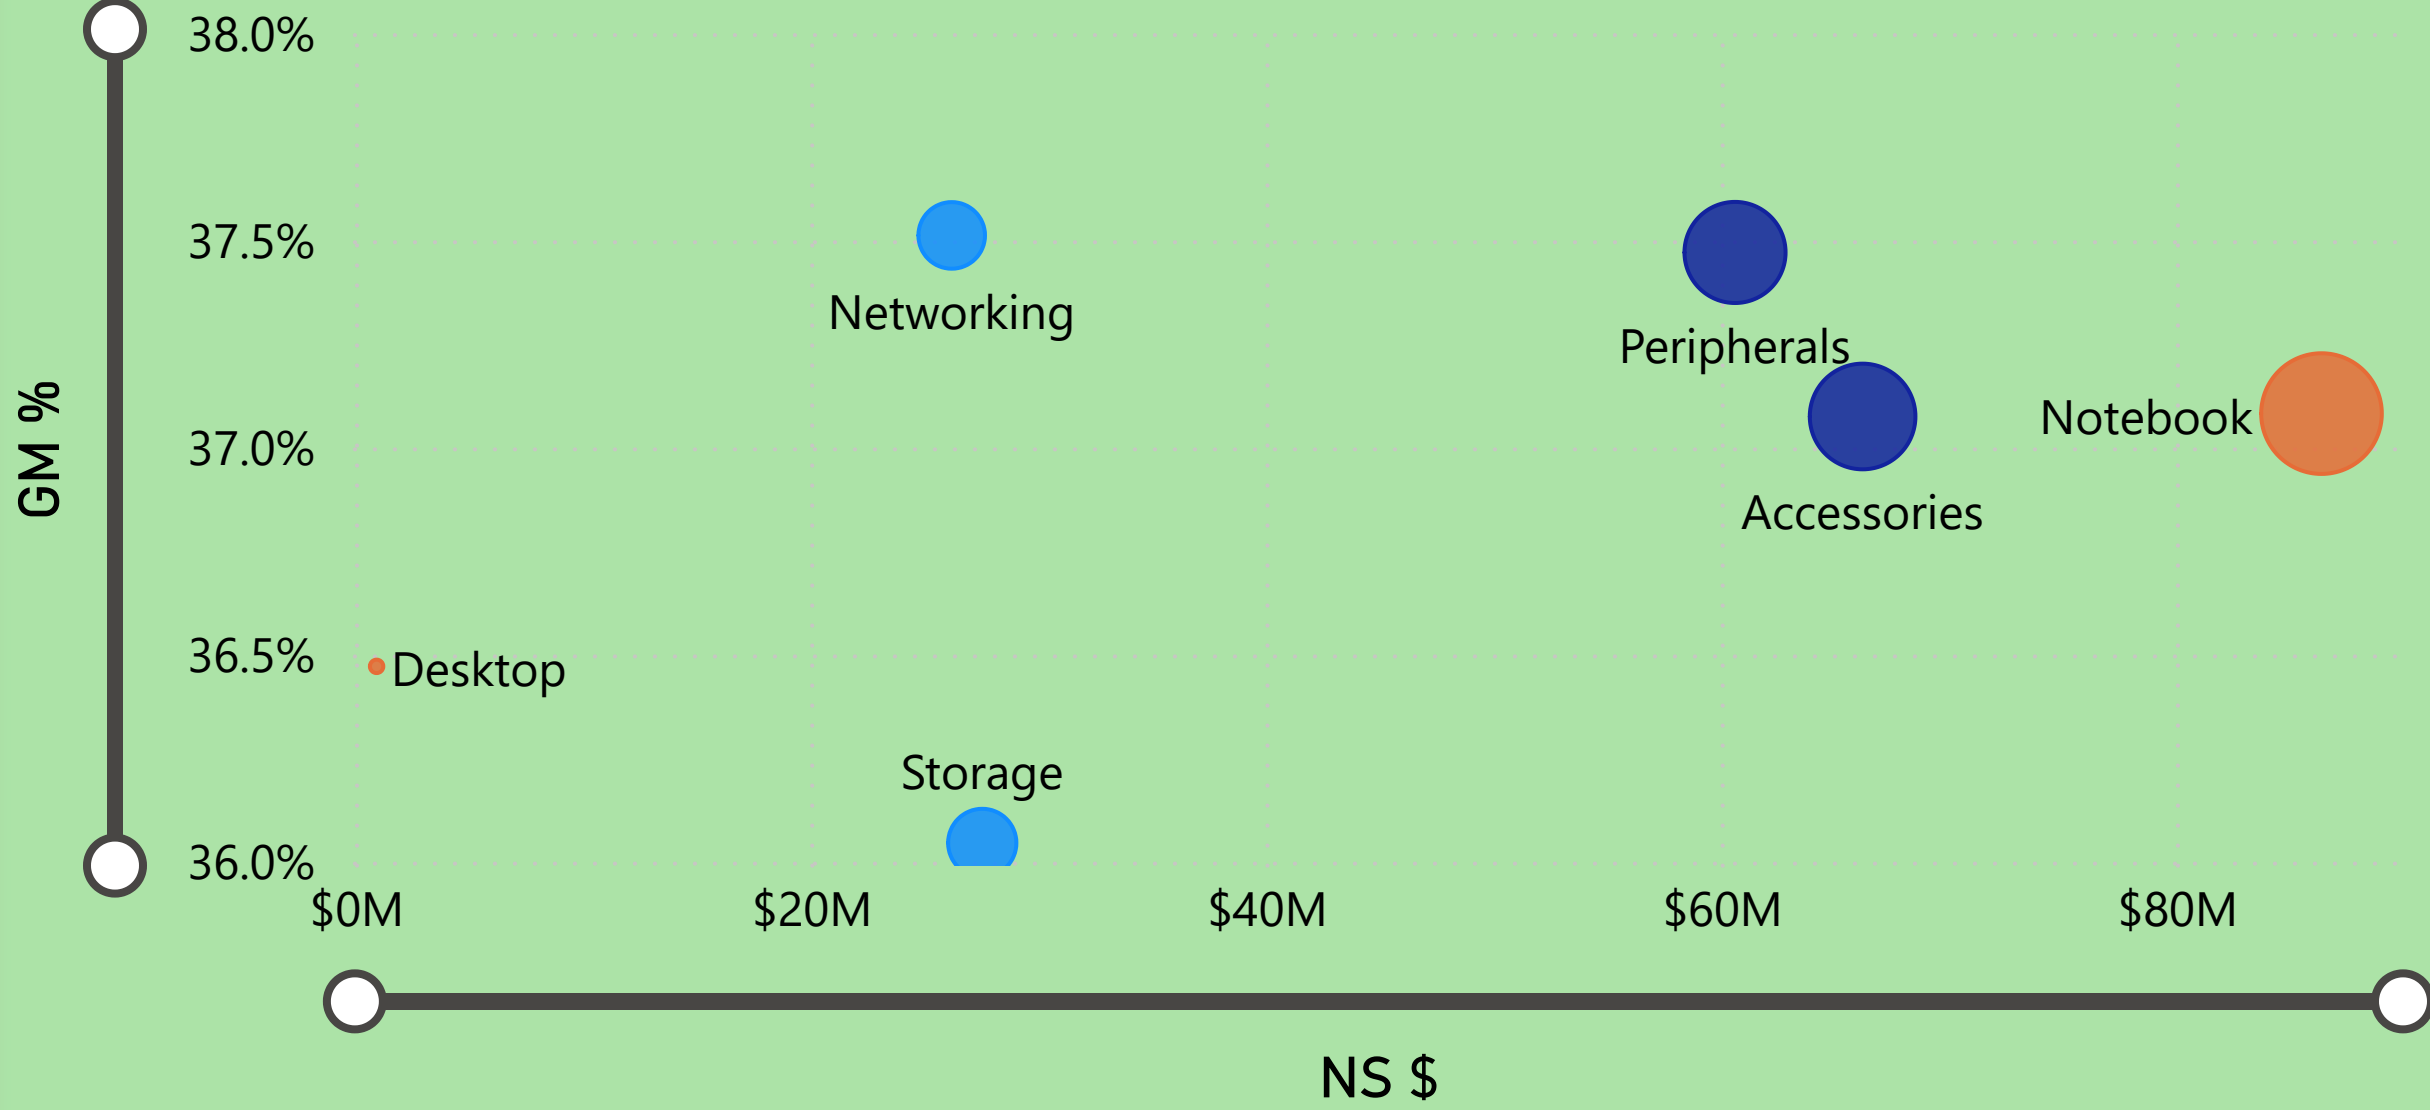 38.0%
37.5%
37.0%
36.5%
36.0%
GM %
Networking
Peripherals
Notebook
Accessories
Desktop
Storage
$0M
$20M
$40M
$60M
$80M
NS $